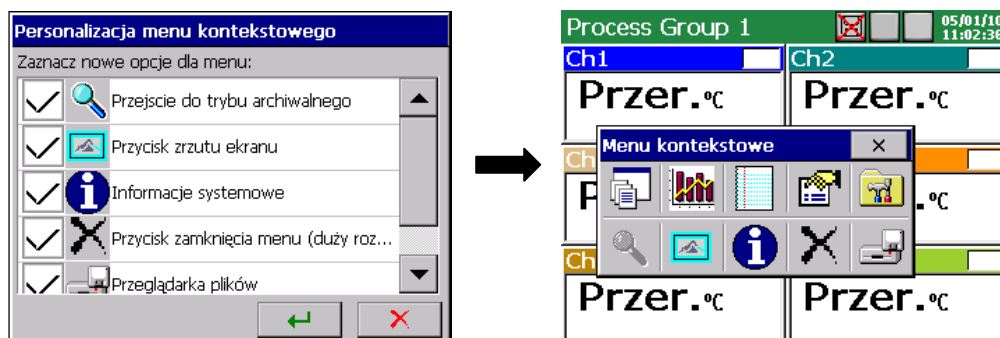 Personalizacja menu kontekstowego
Zaznacz nowe opcje dla menu:
Przejscie do trybu archiwalnego
Przycisk zrzutu ekranu
Informacje systemowe
Przycisk zamknięcia menu (duży roz...
Przeglądarka plików
Process Group 1
05/01/10
11:02:36
Ch1
Ch2
Przer.°C
Przer.°C
Menu kontekstowe
Ch
P
.°C
Ch
Przer.°C
Przer.°C